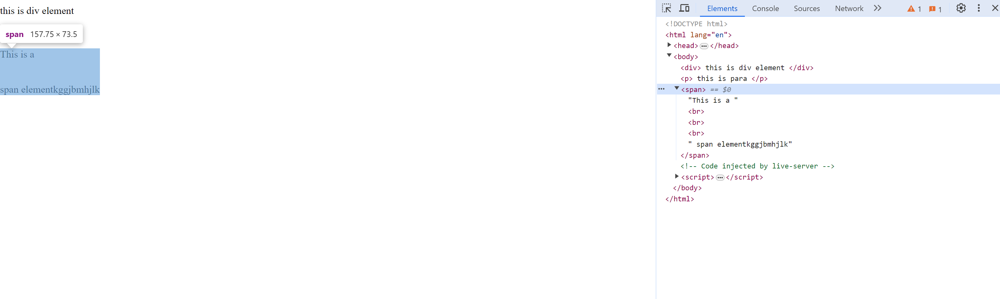 this is div element
span 157.75 × 73.5
This is a
span elementkggjbmhjlk
Elements Console Sources Network 1 1
<!DOCTYPE html>
<html lang="en">
<head> ••• </head>
<body>
<div> this is div element </div>
<p> this is para </p>
••• <span> == $0
"This is a "
<br>
<br>
<br>
" span elementkggjbmhjlk"
</span>
<!-- Code injected by live-server -->
<script> ••• </script>
</body>
</html>